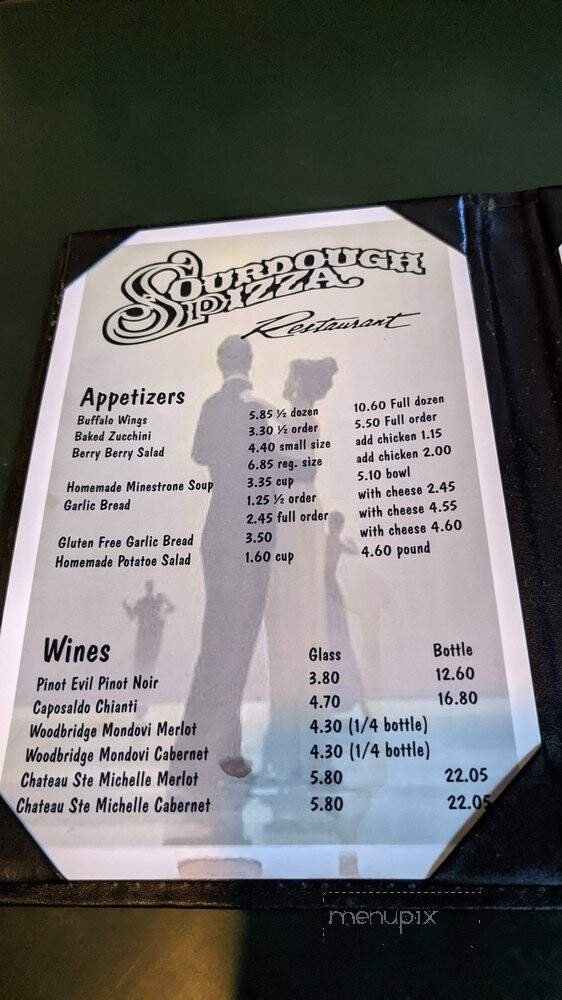 SOURDOUGH
PIZZA
Restaurant
Appetizers
Buffalo Wings 5.85 ½ dozen 10.60 Full dozen
Baked Zucchini 3.30 ½ order 5.50 Full order
Berry Berry Salad 4.40 small size add chicken 1.15
6.85 reg. size add chicken 2.00
Homemade Minestrone Soup 3.35 cup 5.10 bowl
Garlic Bread 1.25 ½ order with cheese 2.45
2.45 full order with cheese 4.55
Gluten Free Garlic Bread 3.50 with cheese 4.60
Homemade Potatoe Salad 1.60 cup 4.60 pound
Wines Glass Bottle
Pinot Evil Pinot Noir 3.80 12.60
Caposaldo Chianti 4.70 16.80
Woodbridge Mondovi Merlot 4.30 (1/4 bottle)
Woodbridge Mondovi Cabernet 4.30 (1/4 bottle)
Chateau Ste Michelle Merlot 5.80 22.05
Chateau Ste Michelle Cabernet 5.80 22.05
menupix